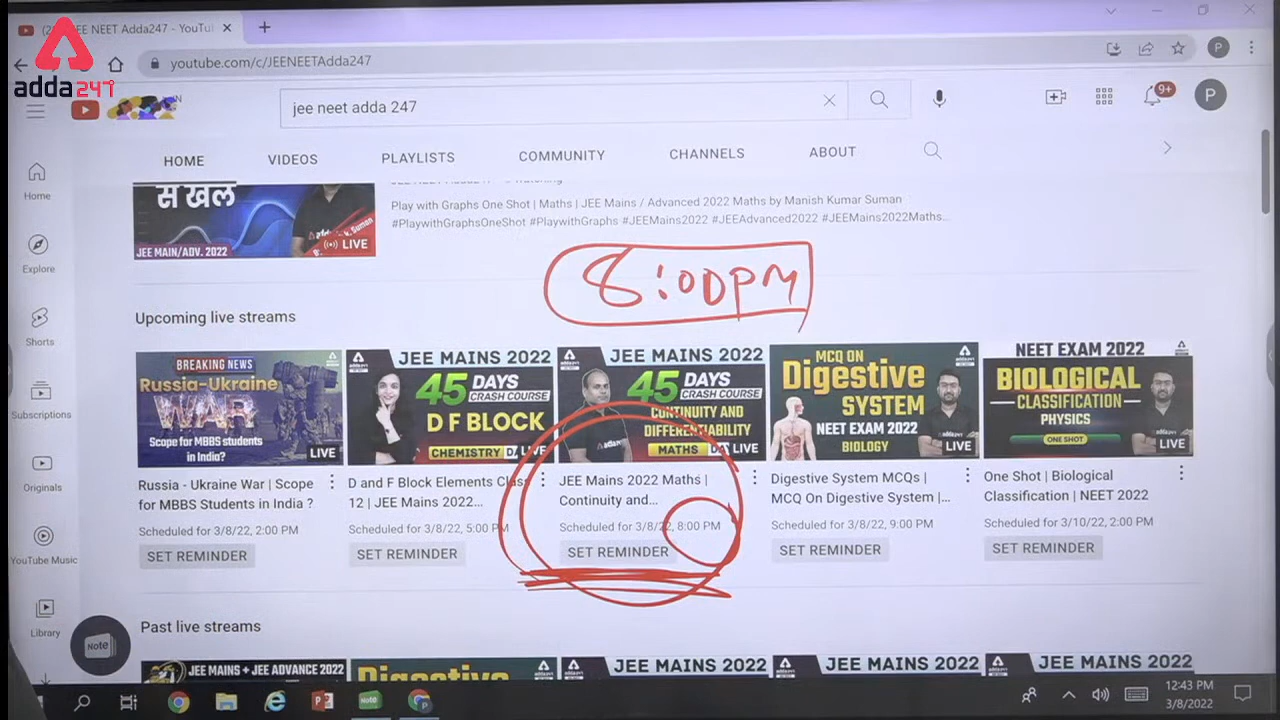 JEE NEET Adda247 - YouTu
adda247
youtube.com/c/JEENEETAdda247
P
IN
jee neet adda 247
9+
P
HOME VIDEOS PLAYLISTS COMMUNITY CHANNELS ABOUT
Home
Explore
Shorts
Subscriptions
Originals
YouTube Music
Library
से खेल
Suman
LIVE
JEE MAIN/ADV. 2022
Play with Graphs One Shot | Maths | JEE Mains / Advanced 2022 Maths by Manish Kumar Suman
#PlaywithGraphsOneShot #PlaywithGraphs #JEEMains2022 #JEEAdvanced2022 #JEEMains2022Maths...
8:00PM
Upcoming live streams
BREAKING NEWS
Russia-Ukraine
WAR
Scope for MBBS students
in India?
LIVE
Russia - Ukraine War | Scope
for MBBS Students in India ?
Scheduled for 3/8/22, 2:00 PM
SET REMINDER
JEE MAINS 2022
45 DAYS
CRASH COURSE
D F BLOCK
CHEMISTRY
LIVE
D and F Block Elements Class
12 | JEE Mains 2022...
Scheduled for 3/8/22, 5:00 PM
SET REMINDER
JEE MAINS 2022
45 DAYS
CRASH COURSE
CONTINUITY AND
DIFFERENTIABILITY
MATHS
LIVE
JEE Mains 2022 Maths |
Continuity and...
Scheduled for 3/8/22, 8:00 PM
SET REMINDER
MCQ ON
Digestive
SYSTEM
NEET EXAM 2022
BIOLOGY
LIVE
Digestive System MCQs |
MCQ On Digestive System |...
Scheduled for 3/8/22, 9:00 PM
SET REMINDER
NEET EXAM 2022
BIOLOGICAL
CLASSIFICATION
PHYSICS
ONE SHOT
LIVE
One Shot | Biological
Classification | NEET 2022
Scheduled for 3/10/22, 2:00 PM
SET REMINDER
Past live streams
Note
JEE MAINS + JEE ADVANCE 2022
Digestive
JEE MAINS 2022
JEE MAINS 2022
JEE MAINS 2022
12:43 PM
3/8/2022